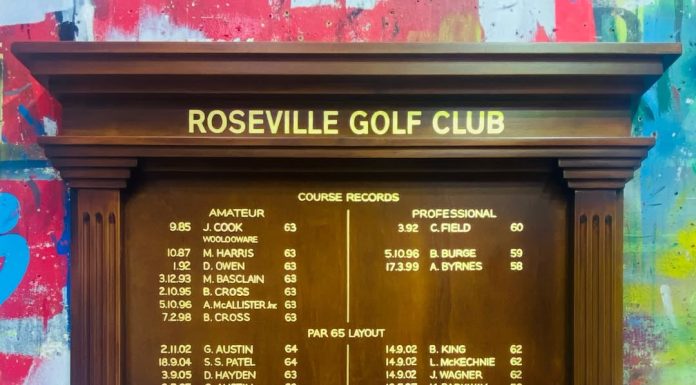 ROSEVILLE GOLF CLUB
COURSE RECORDS
AMATEUR
9.85 J. COOK 63
WOOLOOWARE
10.87 M. HARRIS 63
1.92 D. OWEN 63
3.12.93 M. BASCLAIN 63
2.10.95 B. CROSS 63
5.10.96 A. McALLISTER Jnr. 63
7.2.98 B. CROSS 63
PROFESSIONAL
3.92 C. FIELD 60
5.10.96 B. BURGE 59
17.3.99 A. BYRNES 58
PAR 65 LAYOUT
2.11.02 G. AUSTIN 64
18.9.04 S. S. PATEL 64
3.9.05 D. HAYDEN 63
14.9.02 B. KING 62
14.9.02 L. McKECHNIE 62
14.9.02 J. WAGNER 62